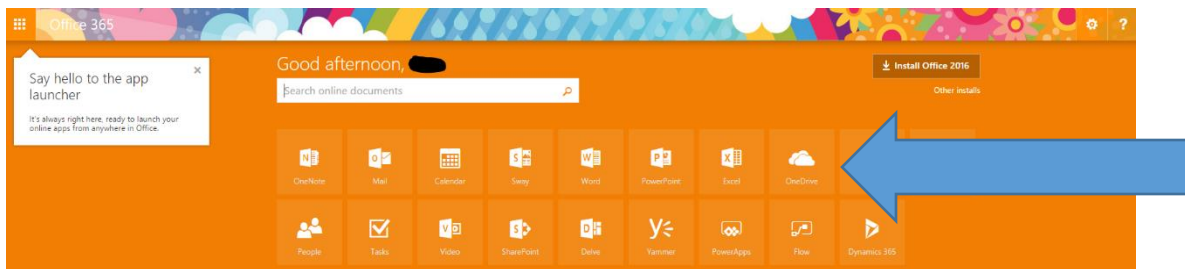 Office 365
?
Say hello to the app
launcher
It's always right here, ready to launch your
online apps from anywhere in Office.
Good afternoon,
Search online documents
Install Office 2016
Other installs
OneNote Mail Calendar Sway Word PowerPoint Excel OneDrive
People Tasks Video SharePoint Delve Yammer PowerApps Flow Dynamics 365